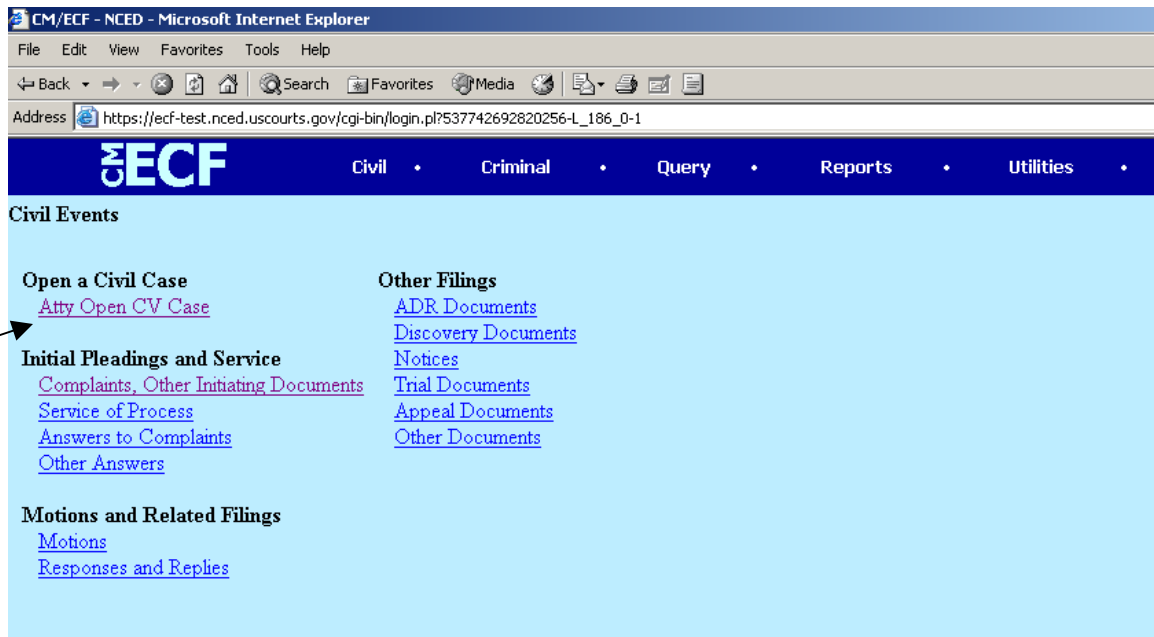 CM/ECF - NCED - Microsoft Internet Explorer
File Edit View Favorites Tools Help
Back Search Favorites Media
Address https://ecf-test.nced.uscourts.gov/cgi-bin/login.pl?537742692820256-L_186_0-1
CM ECF Civil • Criminal • Query • Reports • Utilities •
Civil Events
Open a Civil Case
Atty Open CV Case
Initial Pleadings and Service
Complaints, Other Initiating Documents
Service of Process
Answers to Complaints
Other Answers
Motions and Related Filings
Motions
Responses and Replies
Other Filings
ADR Documents
Discovery Documents
Notices
Trial Documents
Appeal Documents
Other Documents